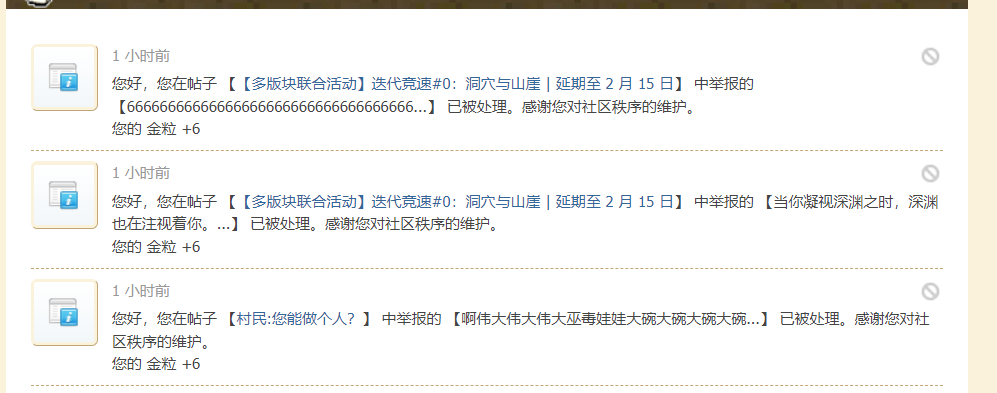 1 小时前
您好，您在帖子 【【多版块联合活动】迭代竞速#0：洞穴与山崖 | 延期至 2 月 15 日】 中举报的
【66666666666666666666666666666666666...】 已被处理。感谢您对社区秩序的维护。
您的 金粒 +6
1 小时前
您好，您在帖子 【【多版块联合活动】迭代竞速#0：洞穴与山崖 | 延期至 2 月 15 日】 中举报的 【当你凝视深渊之时，深渊
也在注视着你。...】 已被处理。感谢您对社区秩序的维护。
您的 金粒 +6
1 小时前
您好，您在帖子 【村民:您能做个人？】 中举报的 【啊伟大伟大伟大巫毒娃娃大碗大碗大碗大碗...】 已被处理。感谢您对社
区秩序的维护。
您的 金粒 +6